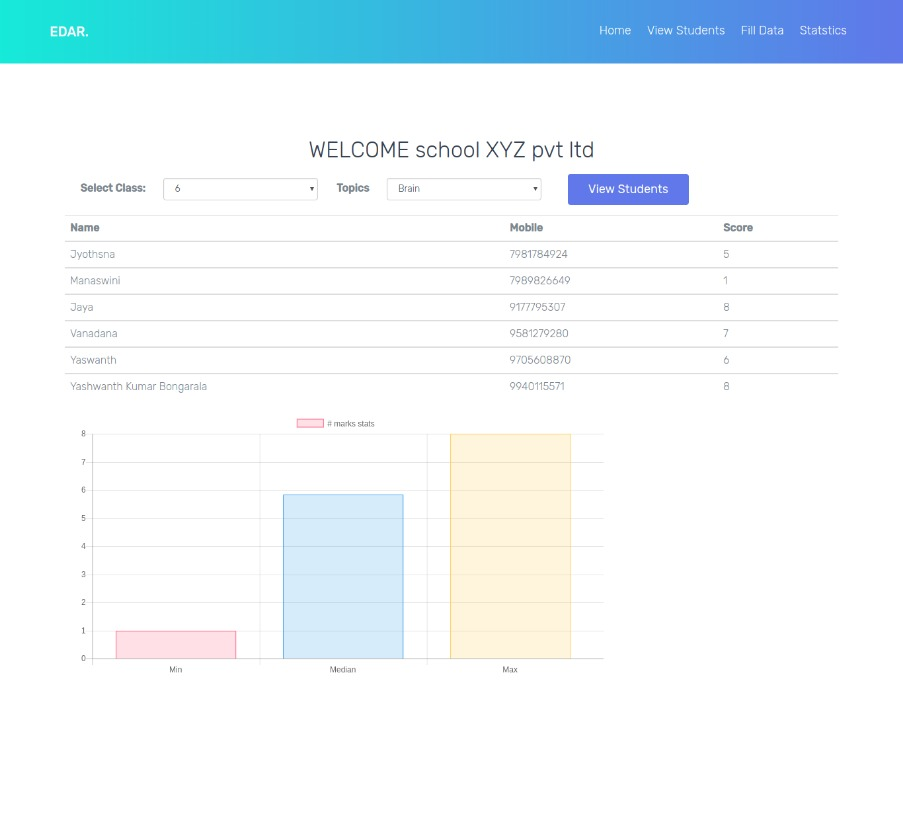 EDAR. Home View Students Fill Data Statstics
WELCOME school XYZ pvt ltd
Select Class: 6 Topics Brain View Students
Name Mobile Score
Jyothsna 7981784924 5
Manaswini 7989826649 1
Jaya 9177795307 8
Vanadana 9581279280 7
Yaswanth 9705608870 6
Yashwanth Kumar Bongarala 9940115571 8
# marks stats
8
7
6
5
4
3
2
1
0
Min Median Max